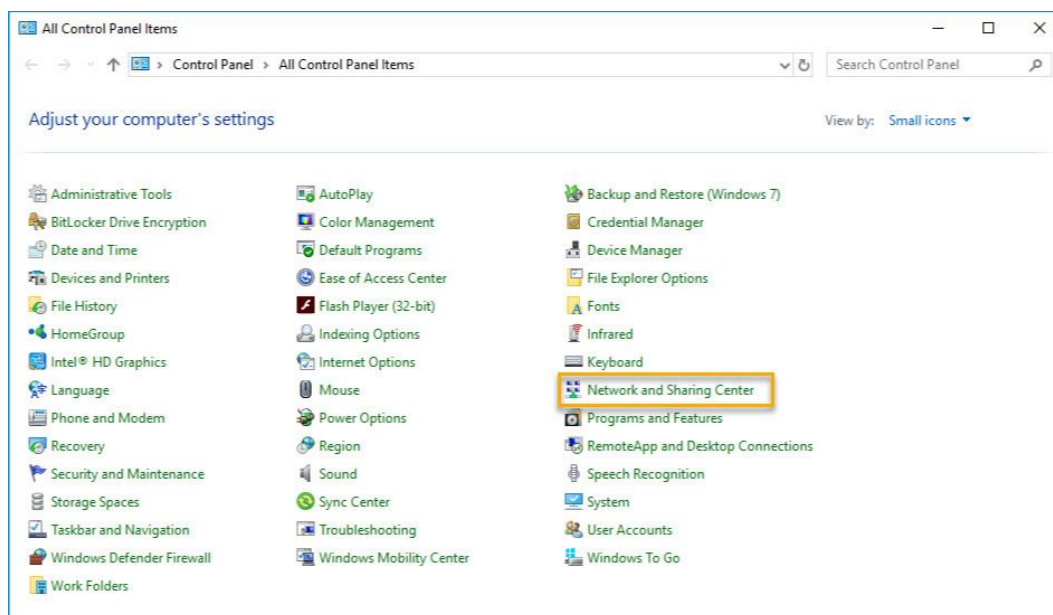 All Control Panel Items
Control Panel > All Control Panel Items
Search Control Panel
Adjust your computer's settings
View by: Small icons
Administrative Tools
AutoPlay
Backup and Restore (Windows 7)
BitLocker Drive Encryption
Color Management
Credential Manager
Date and Time
Default Programs
Device Manager
Devices and Printers
Ease of Access Center
File Explorer Options
File History
Flash Player (32-bit)
Fonts
HomeGroup
Indexing Options
Infrared
Intel® HD Graphics
Internet Options
Keyboard
Language
Mouse
Network and Sharing Center
Phone and Modem
Power Options
Programs and Features
Recovery
Region
RemoteApp and Desktop Connections
Security and Maintenance
Sound
Speech Recognition
Storage Spaces
Sync Center
System
Taskbar and Navigation
Troubleshooting
User Accounts
Windows Defender Firewall
Windows Mobility Center
Windows To Go
Work Folders